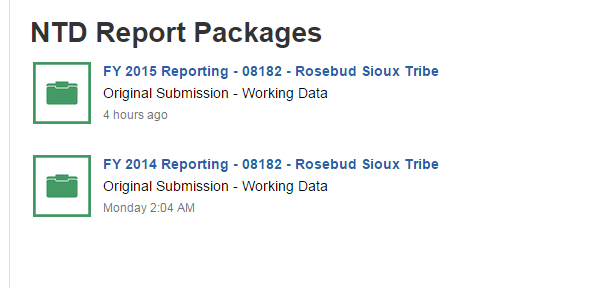 NTD Report Packages
FY 2015 Reporting - 08182 - Rosebud Sioux Tribe
Original Submission - Working Data
4 hours ago
FY 2014 Reporting - 08182 - Rosebud Sioux Tribe
Original Submission - Working Data
Monday 2:04 AM